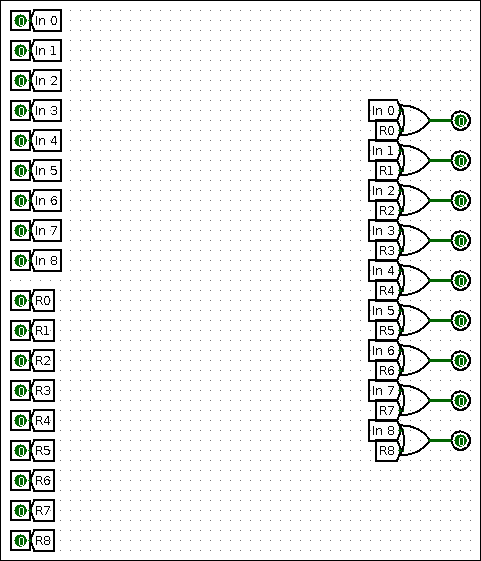 0 In 0
0 In 1
0 In 2
0 In 3
0 In 4
0 In 5
0 In 6
0 In 7
0 In 8
0 R0
0 R1
0 R2
0 R3
0 R4
0 R5
0 R6
0 R7
0 R8
In 0
R0
0
In 1
R1
0
In 2
R2
0
In 3
R3
0
In 4
R4
0
In 5
R5
0
In 6
R6
0
In 7
R7
0
In 8
R8
0